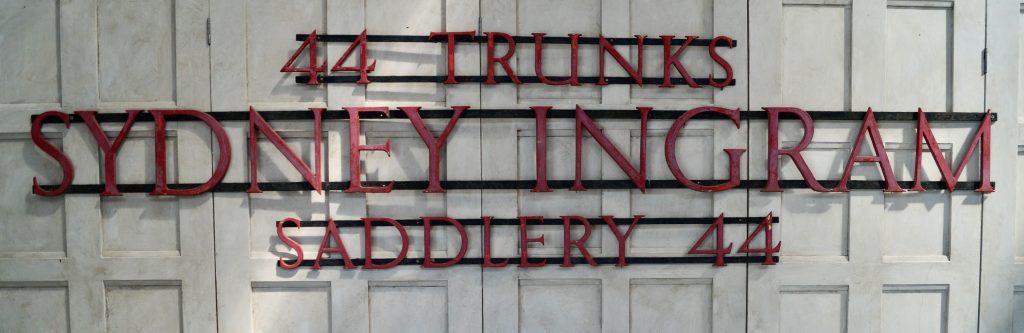 44 TRUNKS
SYDNEY INGRAM
SADDLERY 44